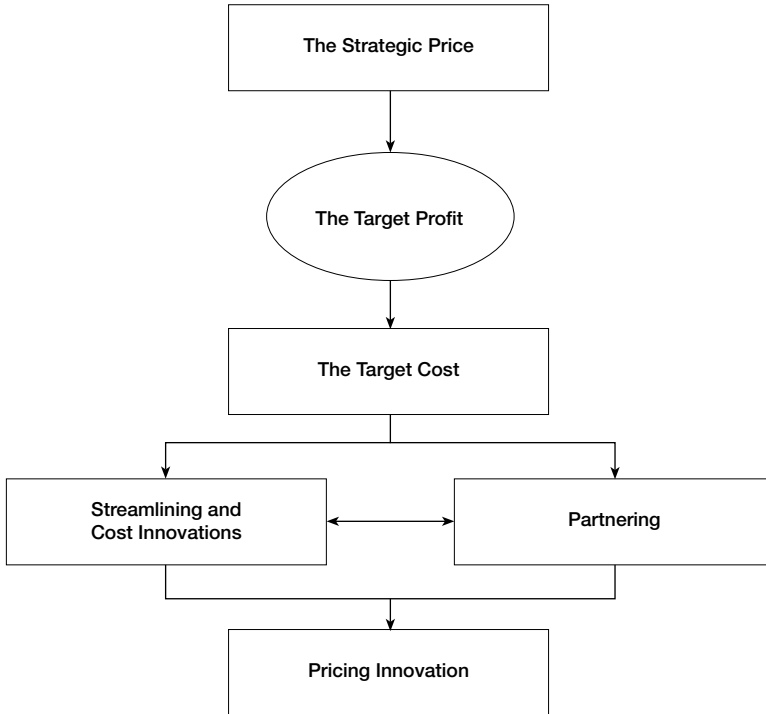 The Strategic Price
The Target Profit
The Target Cost
Streamlining and
Cost Innovations
Partnering
Pricing Innovation